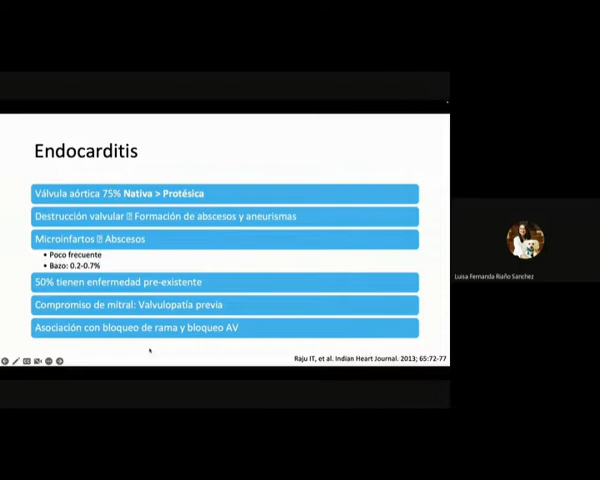 Endocarditis
Válvula aórtica 75% Nativa > Protésica
Destrucción valvular ⍰ Formación de abscesos y aneurismas
Microinfartos ⍰ Abscesos
• Poco frecuente
• Bazo: 0.2-0.7%
50% tienen enfermedad pre-existente
Compromiso de mitral: Valvulopatía previa
Asociación con bloqueo de rama y bloqueo AV
Raju IT, et al. Indian Heart Journal. 2013; 65:72-77
Luisa Fernanda Riaño Sanchez